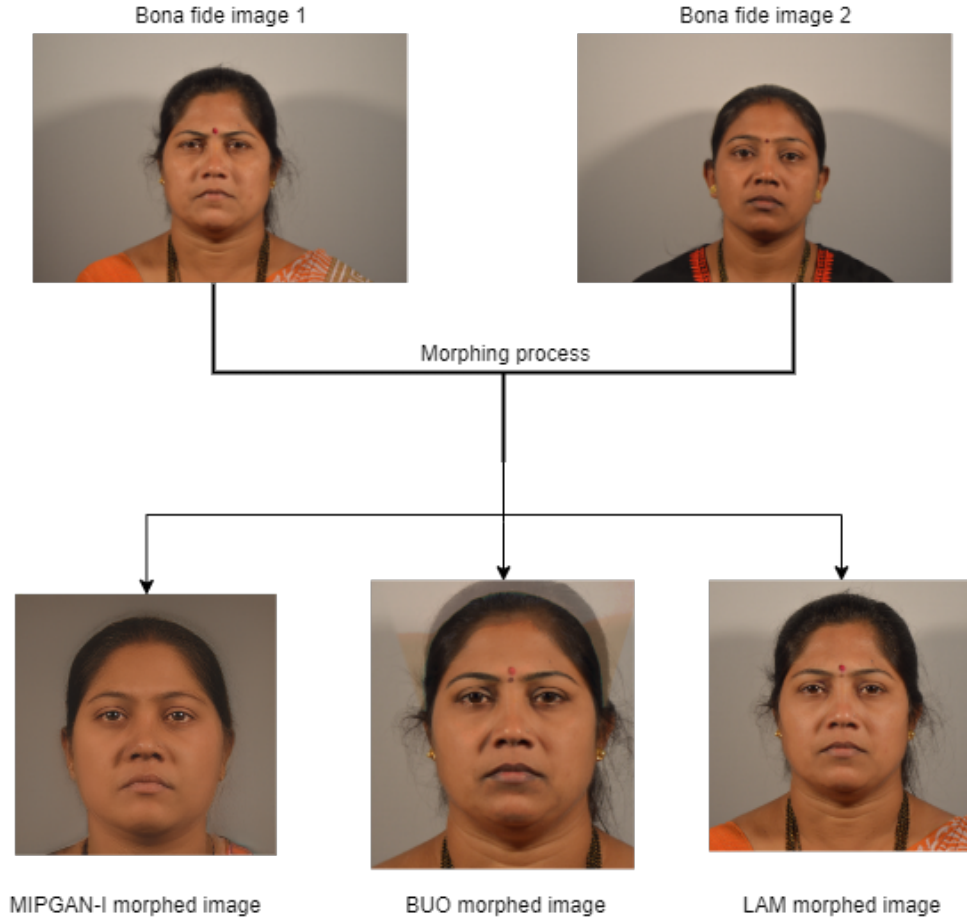 Bona fide image 1
Bona fide image 2
Morphing process
MIPGAN-I morphed image
BUO morphed image
LAM morphed image